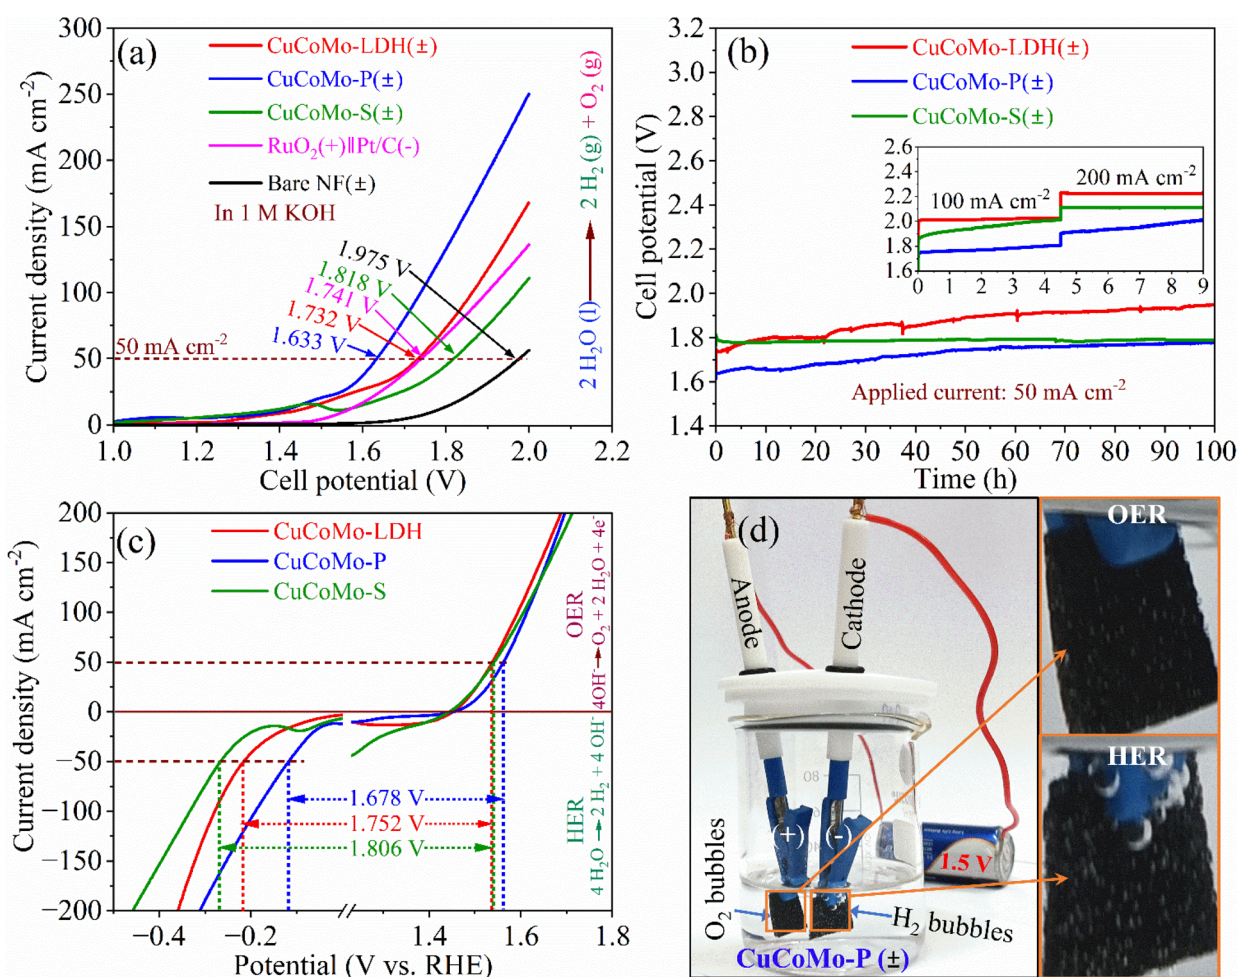 (a)
300
250
200
150
100
50
0
Current density (mA cm⁻²)
CuCoMo-LDH(±)
CuCoMo-P(±)
CuCoMo-S(±)
RuO₂(+)||Pt/C(-)
Bare NF(±)
In 1 M KOH
1.975 V
1.818 V
1.741 V
1.732 V
1.633 V
50 mA cm⁻²
2 H₂O (l)
2 H₂ (g) + O₂ (g)
1.0 1.2 1.4 1.6 1.8 2.0 2.2
Cell potential (V)
(b)
3.2
3.0
2.8
2.6
2.4
2.2
2.0
1.8
1.6
1.4
Cell potential (V)
CuCoMo-LDH(±)
CuCoMo-P(±)
CuCoMo-S(±)
2.6
2.4
2.2
2.0
1.8
1.6
100 mA cm⁻²
200 mA cm⁻²
0 1 2 3 4 5 6 7 8 9
Applied current: 50 mA cm⁻²
0 10 20 30 40 50 60 70 80 90 100
Time (h)
(c)
200
150
100
50
0
−50
−100
−150
−200
Current density (mA cm⁻²)
CuCoMo-LDH
CuCoMo-P
CuCoMo-S
1.678 V
1.752 V
1.806 V
OER
4OH⁻→O₂ + 2 H₂O + 4e⁻
HER
4 H₂O→2 H₂ + 4 OH⁻
−0.4 −0.2 1.4 1.6 1.8
Potential (V vs. RHE)
(d)
Anode
Cathode
OER
HER
(+)
(-)
80
1.5 V
O₂ bubbles
H₂ bubbles
CuCoMo-P (±)